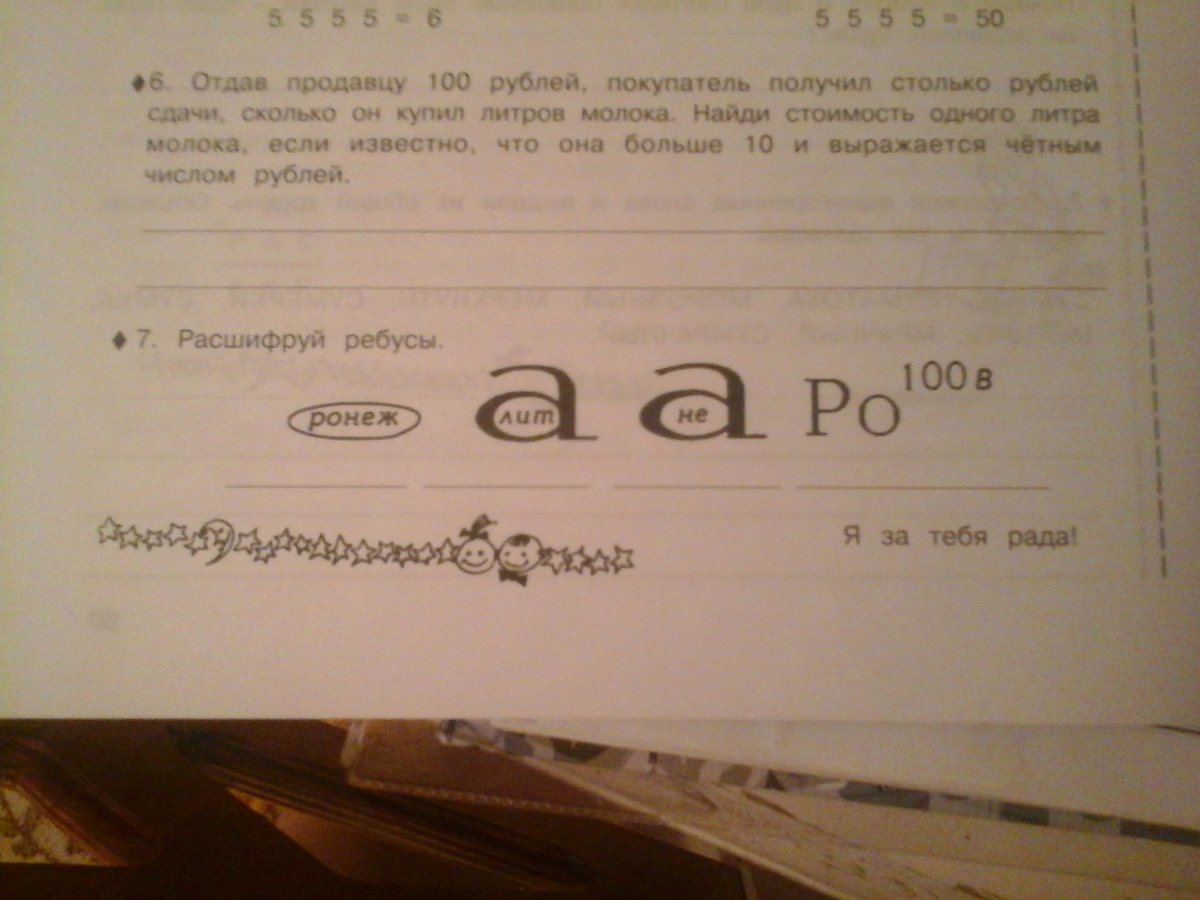 5 5 5 5 = 6 5 5 5 5 = 50
♦6. Отдав продавцу 100 рублей, покупатель получил столько рублей
сдачи, сколько он купил литров молока. Найди стоимость одного литра
молока, если известно, что она больше 10 и выражается чётным
числом рублей.
♦7. Расшифруй ребусы.
ронеж а лит а не Ро 100 в
Я за тебя рада!